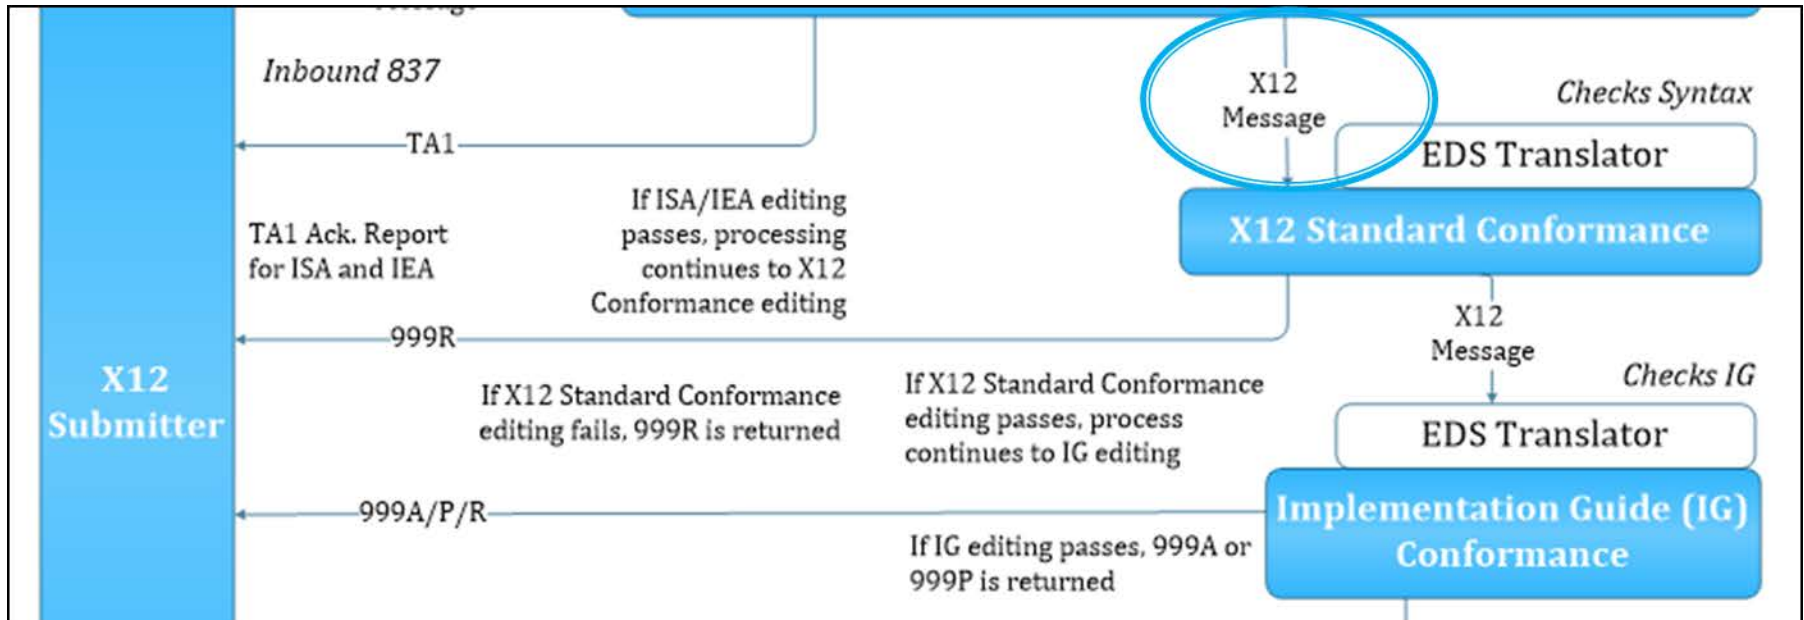 Inbound 837
X12
Message
Checks Syntax
TA1
EDS Translator
If ISA/IEA editing
passes, processing
continues to X12
Conformance editing
TA1 Ack. Report
for ISA and IEA
X12 Standard Conformance
999R
X12
Message
X12
Submitter
If X12 Standard Conformance
editing fails, 999R is returned
If X12 Standard Conformance
editing passes, process
continues to IG editing
Checks IG
EDS Translator
999A/P/R
Implementation Guide (IG)
Conformance
If IG editing passes, 999A or
999P is returned